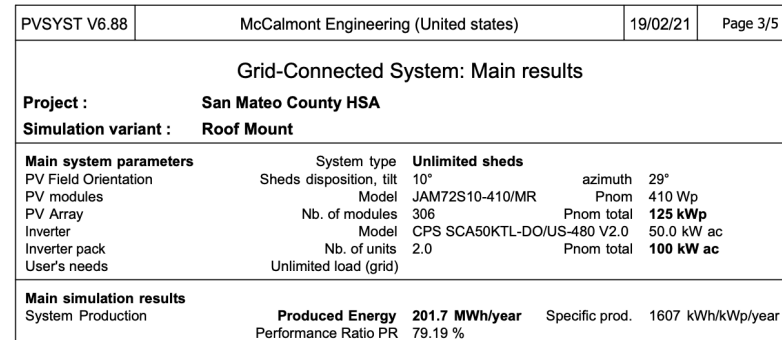 PVSYST V6.88 McCalmont Engineering (United states) 19/02/21 Page 3/5
Grid-Connected System: Main results
Project : San Mateo County HSA
Simulation variant : Roof Mount
Main system parameters System type Unlimited sheds
PV Field Orientation Sheds disposition, tilt 10° azimuth 29°
PV modules Model JAM72S10-410/MR Pnom 410 Wp
PV Array Nb. of modules 306 Pnom total 125 kWp
Inverter Model CPS SCA50KTL-DO/US-480 V2.0 50.0 kW ac
Inverter pack Nb. of units 2.0 Pnom total 100 kW ac
User's needs Unlimited load (grid)
Main simulation results
System Production Produced Energy 201.7 MWh/year Specific prod. 1607 kWh/kWp/year
Performance Ratio PR 79.19 %